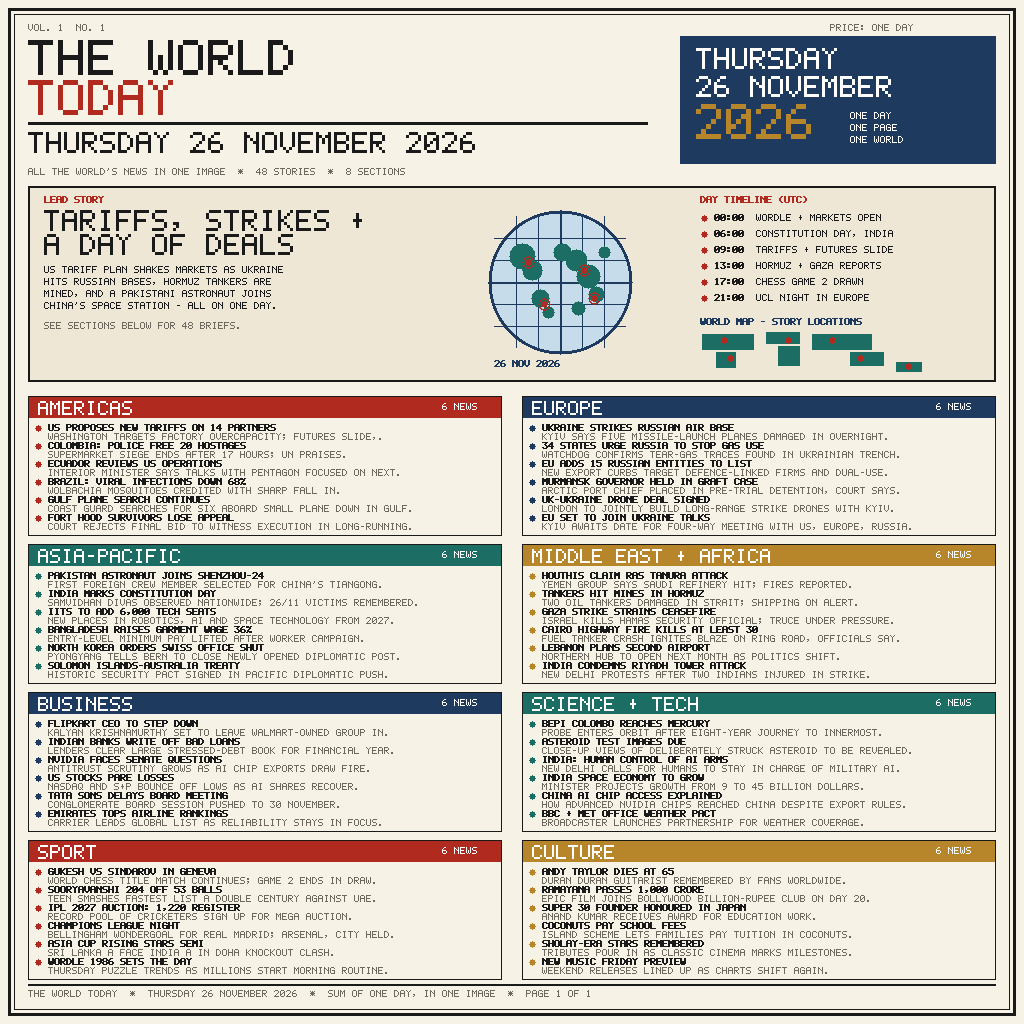 VOL. 1 NO. 1
PRICE: ONE DAY
THE WORLD
TODAY
THURSDAY 26 NOVEMBER 2026
ALL THE WORLD'S NEWS IN ONE IMAGE * 48 STORIES * 8 SECTIONS
THURSDAY
26 NOVEMBER
2026
ONE DAY
ONE PAGE
ONE WORLD
LEAD STORY
TARIFFS, STRIKES +
A DAY OF DEALS
US TARIFF PLAN SHAKES MARKETS AS UKRAINE
HITS RUSSIAN BASES, HORMUZ TANKERS ARE
MINED, AND A PAKISTANI ASTRONAUT JOINS
CHINA'S SPACE STATION - ALL ON ONE DAY.
SEE SECTIONS BELOW FOR 48 BRIEFS.
26 NOV 2026
DAY TIMELINE (UTC)
00:00 WORDLE + MARKETS OPEN
06:00 CONSTITUTION DAY, INDIA
09:00 TARIFFS + FUTURES SLIDE
13:00 HORMUZ + GAZA REPORTS
17:00 CHESS GAME 2 DRAWN
21:00 UCL NIGHT IN EUROPE
WORLD MAP - STORY LOCATIONS
AMERICAS 6 NEWS
US PROPOSES NEW TARIFFS ON 14 PARTNERS
WASHINGTON TARGETS FACTORY OVERCAPACITY; FUTURES SLIDE,.
COLOMBIA: POLICE FREE 20 HOSTAGES
SUPERMARKET SIEGE ENDS AFTER 17 HOURS; UN PRAISES.
ECUADOR REVIEWS US OPERATIONS
INTERIOR MINISTER SAYS TALKS WITH PENTAGON FOCUSED ON NEXT.
BRAZIL: VIRAL INFECTIONS DOWN 68%
WOLBACHIA MOSQUITOES CREDITED WITH SHARP FALL IN.
GULF PLANE SEARCH CONTINUES
COAST GUARD SEARCHES FOR SIX ABOARD SMALL PLANE DOWN IN GULF.
FORT HOOD SURVIVORS LOSE APPEAL
COURT REJECTS FINAL BID TO WITNESS EXECUTION IN LONG-RUNNING.
EUROPE 6 NEWS
UKRAINE STRIKES RUSSIAN AIR BASE
KYIV SAYS FIVE MISSILE-LAUNCH PLANES DAMAGED IN OVERNIGHT.
34 STATES URGE RUSSIA TO STOP GAS USE
WATCHDOG CONFIRMS TEAR-GAS TRACES FOUND IN UKRAINIAN TRENCH.
EU ADDS 15 RUSSIAN ENTITIES TO LIST
NEW EXPORT CURBS TARGET DEFENCE-LINKED FIRMS AND DUAL-USE.
MURMANSK GOVERNOR HELD IN GRAFT CASE
ARCTIC PORT CHIEF PLACED IN PRE-TRIAL DETENTION, COURT SAYS.
UK-UKRAINE DRONE DEAL SIGNED
LONDON TO JOINTLY BUILD LONG-RANGE STRIKE DRONES WITH KYIV.
EU SET TO JOIN UKRAINE TALKS
KYIV AWAITS DATE FOR FOUR-WAY MEETING WITH US, EUROPE, RUSSIA.
ASIA-PACIFIC 6 NEWS
PAKISTAN ASTRONAUT JOINS SHENZHOU-24
FIRST FOREIGN CREW MEMBER SELECTED FOR CHINA'S TIANGONG.
INDIA MARKS CONSTITUTION DAY
SAMVIDHAN DIVAS OBSERVED NATIONWIDE; 26/11 VICTIMS REMEMBERED.
IITS TO ADD 6,000 TECH SEATS
NEW PLACES IN ROBOTICS, AI AND SPACE TECHNOLOGY FROM 2027.
BANGLADESH RAISES GARMENT WAGE 36%
ENTRY-LEVEL MINIMUM PAY LIFTED AFTER WORKER CAMPAIGN.
NORTH KOREA ORDERS SWISS OFFICE SHUT
PYONGYANG TELLS BERN TO CLOSE NEWLY OPENED DIPLOMATIC POST.
SOLOMON ISLANDS-AUSTRALIA TREATY
HISTORIC SECURITY PACT SIGNED IN PACIFIC DIPLOMATIC PUSH.
MIDDLE EAST + AFRICA 6 NEWS
HOUTHIS CLAIM RAS TANURA ATTACK
YEMEN GROUP SAYS SAUDI REFINERY HIT; FIRES REPORTED.
TANKERS HIT MINES IN HORMUZ
TWO OIL TANKERS DAMAGED IN STRAIT; SHIPPING ON ALERT.
GAZA STRIKE STRAINS CEASEFIRE
ISRAEL KILLS HAMAS SECURITY OFFICIAL; TRUCE UNDER PRESSURE.
CAIRO HIGHWAY FIRE KILLS AT LEAST 30
FUEL TANKER CRASH IGNITES BLAZE ON RING ROAD, OFFICIALS SAY.
LEBANON PLANS SECOND AIRPORT
NORTHERN HUB TO OPEN NEXT MONTH AS POLITICS SHIFT.
INDIA CONDEMNS RIYADH TOWER ATTACK
NEW DELHI PROTESTS AFTER TWO INDIANS INJURED IN STRIKE.
BUSINESS 6 NEWS
FLIPKART CEO TO STEP DOWN
KALYAN KRISHNAMURTHY SET TO LEAVE WALMART-OWNED GROUP IN.
INDIAN BANKS WRITE OFF BAD LOANS
LENDERS CLEAR LARGE STRESSED-DEBT BOOK FOR FINANCIAL YEAR.
NVIDIA FACES SENATE QUESTIONS
ANTITRUST SCRUTINY GROWS AS AI CHIP EXPORTS DRAW FIRE.
US STOCKS PARE LOSSES
NASDAQ AND S+P BOUNCE OFF LOWS AS AI SHARES RECOVER.
TATA SONS DELAYS BOARD MEETING
CONGLOMERATE BOARD SESSION PUSHED TO 30 NOVEMBER.
EMIRATES TOPS AIRLINE RANKINGS
CARRIER LEADS GLOBAL LIST AS RELIABILITY STAYS IN FOCUS.
SCIENCE + TECH 6 NEWS
BEPI COLOMBO REACHES MERCURY
PROBE ENTERS ORBIT AFTER EIGHT-YEAR JOURNEY TO INNERMOST.
ASTEROID TEST IMAGES DUE
CLOSE-UP VIEWS OF DELIBERATELY STRUCK ASTEROID TO BE REVEALED.
INDIA: HUMAN CONTROL OF AI ARMS
NEW DELHI CALLS FOR HUMANS TO STAY IN CHARGE OF MILITARY AI.
INDIA SPACE ECONOMY TO GROW
MINISTER PROJECTS GROWTH FROM 9 TO 45 BILLION DOLLARS.
CHINA AI CHIP ACCESS EXPLAINED
HOW ADVANCED NVIDIA CHIPS REACHED CHINA DESPITE EXPORT RULES.
BBC + MET OFFICE WEATHER PACT
BROADCASTER LAUNCHES PARTNERSHIP FOR WEATHER COVERAGE.
SPORT 6 NEWS
GUKESH VS SINDAROV IN GENEVA
WORLD CHESS TITLE MATCH CONTINUES; GAME 2 ENDS IN DRAW.
SOORYAVANSHI 204 OFF 53 BALLS
TEEN SMASHES FASTEST LIST A DOUBLE CENTURY AGAINST UAE.
IPL 2027 AUCTION: 1,220 REGISTER
RECORD POOL OF CRICKETERS SIGN UP FOR MEGA AUCTION.
CHAMPIONS LEAGUE NIGHT
BELLINGHAM WONDERGOAL FOR REAL MADRID; ARSENAL, CITY HELD.
ASIA CUP RISING STARS SEMI
SRI LANKA A FACE INDIA A IN DOHA KNOCKOUT CLASH.
WORDLE 1986 SETS THE DAY
THURSDAY PUZZLE TRENDS AS MILLIONS START MORNING ROUTINE.
CULTURE 6 NEWS
ANDY TAYLOR DIES AT 65
DURAN DURAN GUITARIST REMEMBERED BY FANS WORLDWIDE.
RAMAYANA PASSES 1,000 CRORE
EPIC FILM JOINS BOLLYWOOD BILLION-RUPEE CLUB ON DAY 20.
SUPER 30 FOUNDER HONOURED IN JAPAN
ANAND KUMAR RECEIVES AWARD FOR EDUCATION WORK.
COCONUTS PAY SCHOOL FEES
ISLAND SCHEME LETS FAMILIES PAY TUITION IN COCONUTS.
SHOLAY-ERA STARS REMEMBERED
TRIBUTES POUR IN AS CLASSIC CINEMA MARKS MILESTONES.
NEW MUSIC FRIDAY PREVIEW
WEEKEND RELEASES LINED UP AS CHARTS SHIFT AGAIN.
THE WORLD TODAY * THURSDAY 26 NOVEMBER 2026 * SUM OF ONE DAY, IN ONE IMAGE * PAGE 1 OF 1